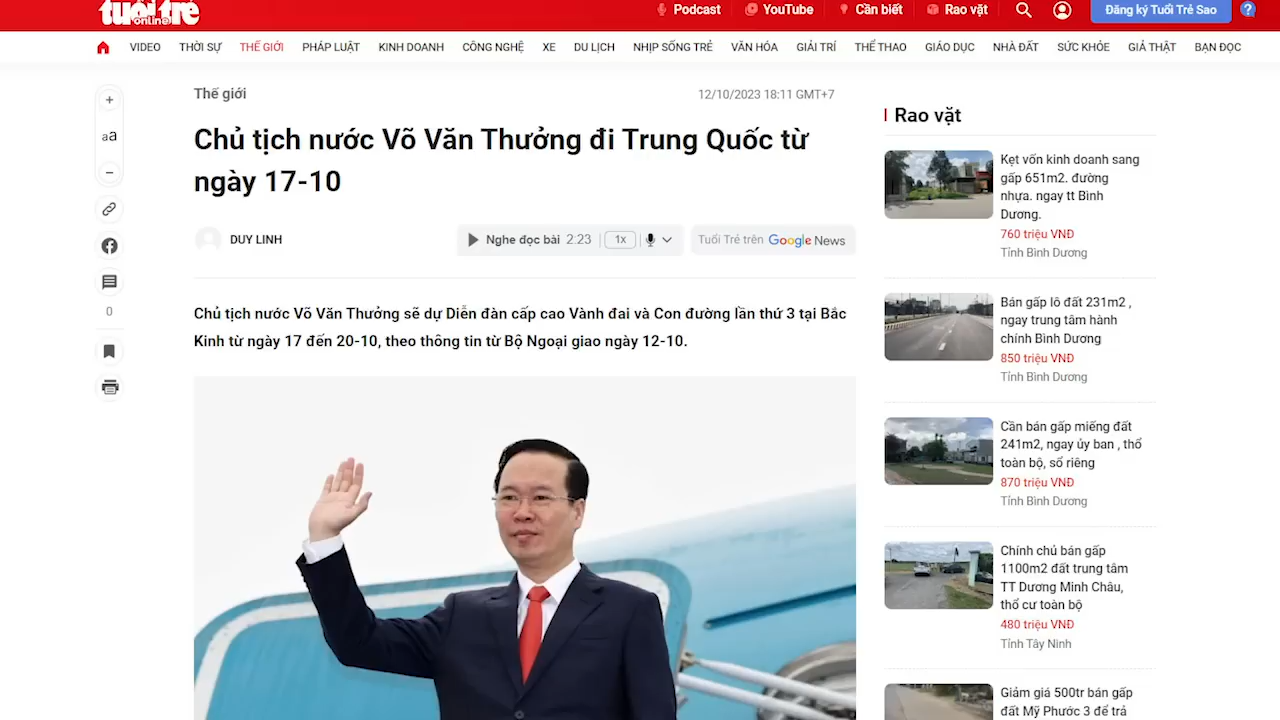 tuổi trẻ
online
Podcast
YouTube
Cần biết
Rao vặt
Đăng ký Tuổi Trẻ Sao
VIDEO
THỜI SỰ
THẾ GIỚI
PHÁP LUẬT
KINH DOANH
CÔNG NGHỆ
XE
DU LỊCH
NHỊP SỐNG TRẺ
VĂN HÓA
GIẢI TRÍ
THỂ THAO
GIÁO DỤC
NHÀ ĐẤT
SỨC KHỎE
GIẢ THẬT
BẠN ĐỌC
aa
0
Thế giới
12/10/2023 18:11 GMT+7
Chủ tịch nước Võ Văn Thưởng đi Trung Quốc từ
ngày 17-10
DUY LINH
Nghe đọc bài 2:23
1x
Tuổi Trẻ trên Google News
Chủ tịch nước Võ Văn Thưởng sẽ dự Diễn đàn cấp cao Vành đai và Con đường lần thứ 3 tại Bắc
Kinh từ ngày 17 đến 20-10, theo thông tin từ Bộ Ngoại giao ngày 12-10.
Rao vặt
Kẹt vốn kinh doanh sang
gấp 651m2. đường
nhựa. ngay tt Bình
Dương.
760 triệu VNĐ
Tỉnh Bình Dương
Bán gấp lô đất 231m2 ,
ngay trung tâm hành
chính Bình Dương
850 triệu VNĐ
Tỉnh Bình Dương
Cần bán gấp miếng đất
241m2, ngay ủy ban , thổ
toàn bộ, sổ riêng
870 triệu VNĐ
Tỉnh Bình Dương
Chính chủ bán gấp
1100m2 đất trung tâm
TT Dương Minh Châu,
thổ cư toàn bộ
480 triệu VNĐ
Tỉnh Tây Ninh
Giảm giá 500tr bán gấp
đất Mỹ Phước 3 để trả